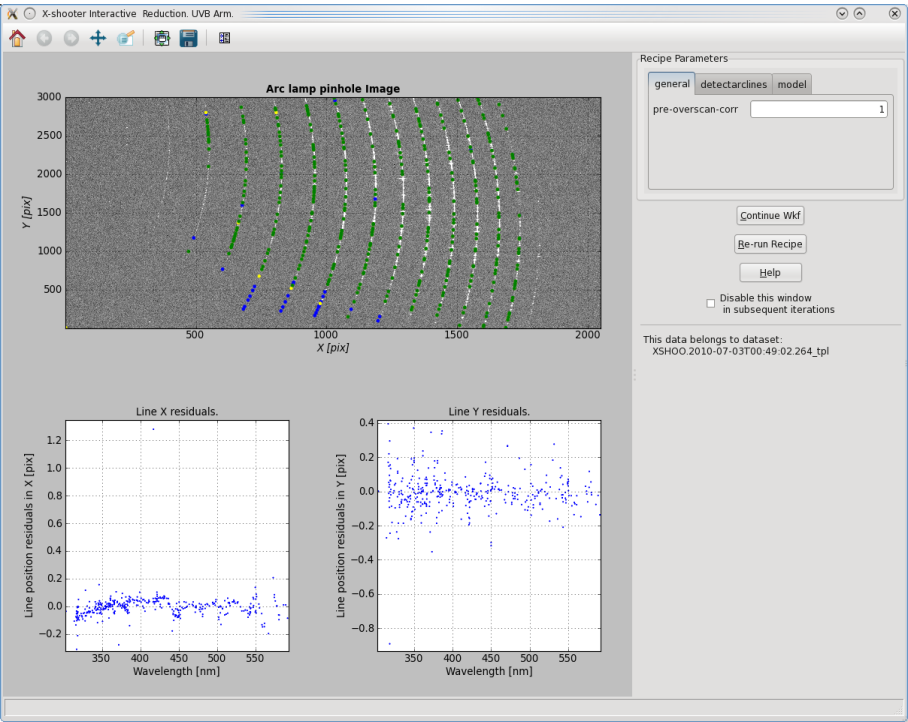 X-shooter Interactive Reduction. UVB Arm.
Recipe Parameters
general detectarclines model
pre-overscan-corr 1
Continue Wkf
Re-run Recipe
Help
Disable this window
in subsequent iterations
This data belongs to dataset:
XSHOO.2010-07-03T00:49:02.264_tpl
Arc lamp pinhole Image
3000
2500
2000
1500
1000
500
Y [pix]
500 1000 1500 2000
X [pix]
Line X residuals.
1.2
1.0
0.8
0.6
0.4
0.2
0.0
−0.2
Line position residuals in X [pix]
350 400 450 500 550
Wavelength [nm]
Line Y residuals.
0.4
0.2
0.0
−0.2
−0.4
−0.6
−0.8
Line position residuals in Y [pix]
350 400 450 500 550
Wavelength [nm]